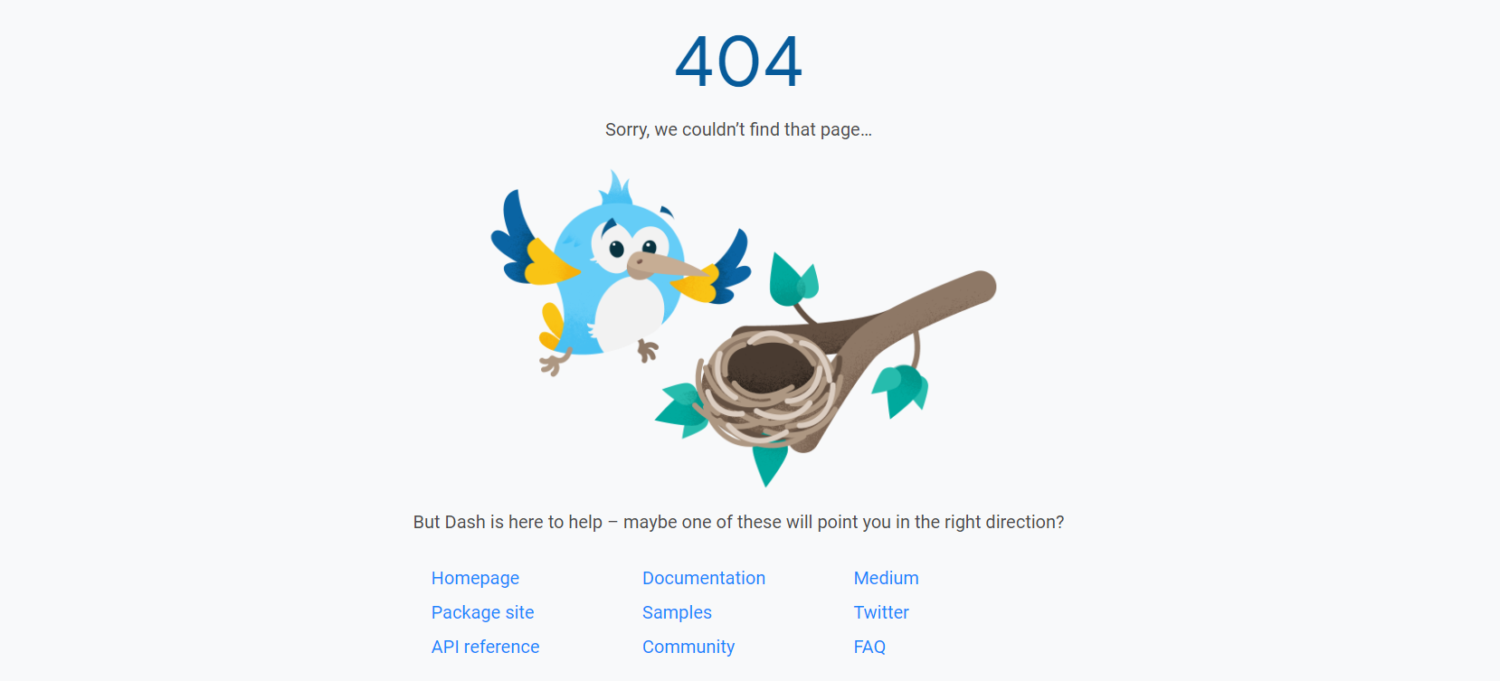 404
Sorry, we couldn’t find that page…
But Dash is here to help – maybe one of these will point you in the right direction?
Homepage
Documentation
Medium
Package site
Samples
Twitter
API reference
Community
FAQ